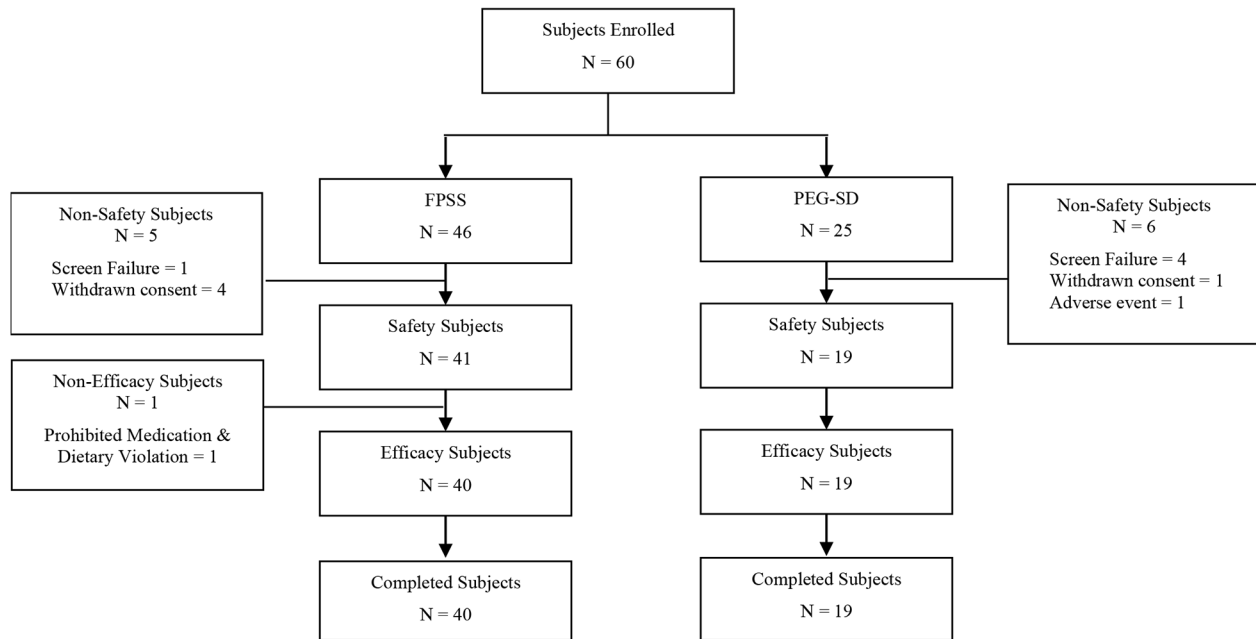 Subjects Enrolled
N = 60
FPSS
N = 46
PEG-SD
N = 25
Non-Safety Subjects
N = 5
Screen Failure = 1
Withdrawn consent = 4
Non-Safety Subjects
N = 6
Screen Failure = 4
Withdrawn consent = 1
Adverse event = 1
Safety Subjects
N = 41
Safety Subjects
N = 19
Non-Efficacy Subjects
N = 1
Prohibited Medication &
Dietary Violation = 1
Efficacy Subjects
N = 40
Efficacy Subjects
N = 19
Completed Subjects
N = 40
Completed Subjects
N = 19